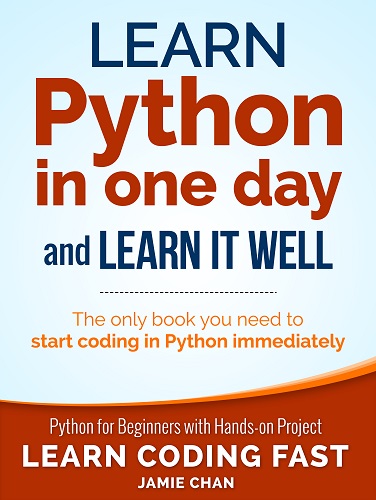 LEARN
Python
in one day
and LEARN IT WELL
The only book you need to
start coding in Python immediately
Python for Beginners with Hands-on Project
LEARN CODING FAST
JAMIE CHAN